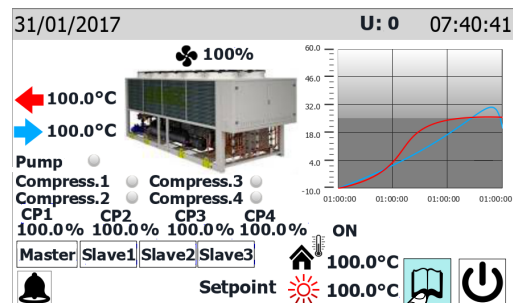 31/01/2017 U: 0 07:40:41
100%
100.0°C
100.0°C
Pump
Compress.1 Compress.3
Compress.2 Compress.4
CP1 CP2 CP3 CP4
100.0% 100.0% 100.0% 100.0%
Master Slave1 Slave2 Slave3
60.0
46.0
32.0
18.0
4.0
-10.0
01:00:00 01:00:00 01:00:00 01:00:00
ON
100.0°C
Setpoint 100.0°C